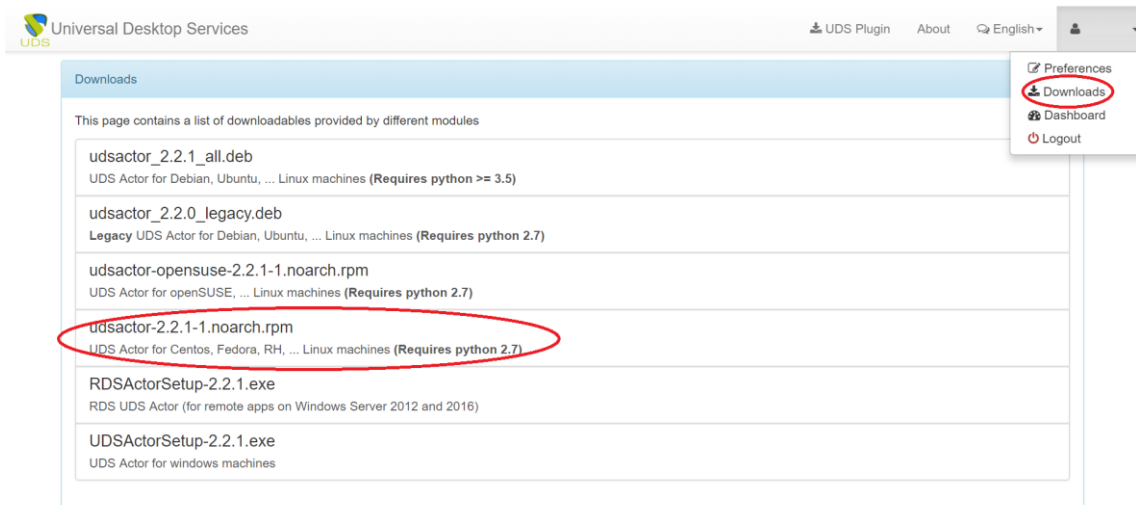 UDS
Universal Desktop Services
UDS Plugin
About
English
Preferences
Downloads
Dashboard
Logout
Downloads
This page contains a list of downloadables provided by different modules
udsactor_2.2.1_all.deb
UDS Actor for Debian, Ubuntu, ... Linux machines (Requires python >= 3.5)
udsactor_2.2.0_legacy.deb
Legacy UDS Actor for Debian, Ubuntu, ... Linux machines (Requires python 2.7)
udsactor-opensuse-2.2.1-1.noarch.rpm
UDS Actor for openSUSE, ... Linux machines (Requires python 2.7)
udsactor-2.2.1-1.noarch.rpm
UDS Actor for Centos, Fedora, RH, ... Linux machines (Requires python 2.7)
RDSActorSetup-2.2.1.exe
RDS UDS Actor (for remote apps on Windows Server 2012 and 2016)
UDSActorSetup-2.2.1.exe
UDS Actor for windows machines